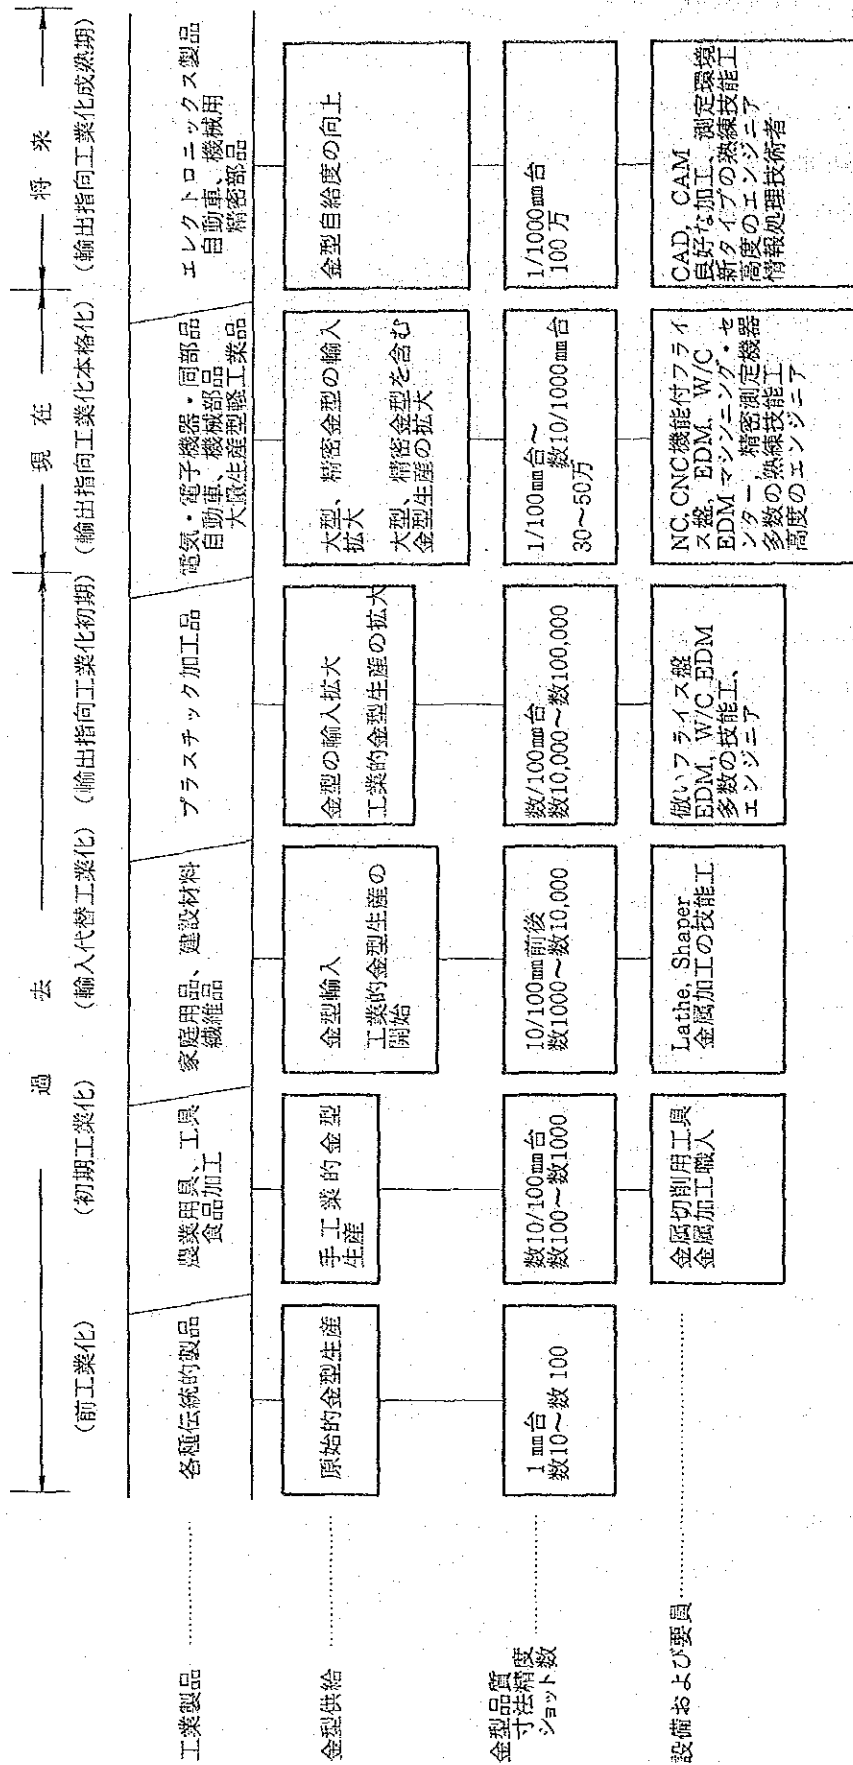 過去
現在
将来
(前工業化)
(初期工業化)
(輸入代替工業化)
(輸出指向工業化初期)
(輸出指向工業化本格化)
(輸出指向工業化成熟期)
工業製品
各種伝統的製品
農業用具、工具
食品加工
家庭用品、建設材料
繊維品
プラスチック加工品
電気・電子機器・同部品
自動車、機械部品
大量生産型軽工業品
エレクトロニックス製品
自動車、機械用
精密部品
金型供給
原始的金型生産
手工業的金型
生産
金型輸入
工業的金型生産の
開始
金型の輸入拡大
工業的金型生産の拡大
大型、精密金型の輸入
拡大
大型、精密金型を含む
金型生産の拡大
金型自給度の向上
金型品質
寸法精度
ショット数
1㎜台
数10〜数100
数10/100㎜台
数100〜数1000
10/100㎜前後
数1000〜数10,000
数/100㎜台
数10,000〜数100,000
1/100㎜台〜
数10/1000㎜台
30〜50万
1/1000㎜台
100万
設備および要員
金属切削用工具
金属加工職人
Lathe, Shaper
金属加工の技能工
倣いフライス盤
EDM, W/C EDM
多数の技能工、
エンジニア
NC, CNC機能付フライ
ス盤, EDM, W/C
EDM マシンニング・セ
ンター, 精密測定機器
多数の熟練技能工
高度のエンジニア
CAD, CAM
良好な加工、測定環境
新タイプの熟練技能工
高度のエンジニア
情報処理技術者